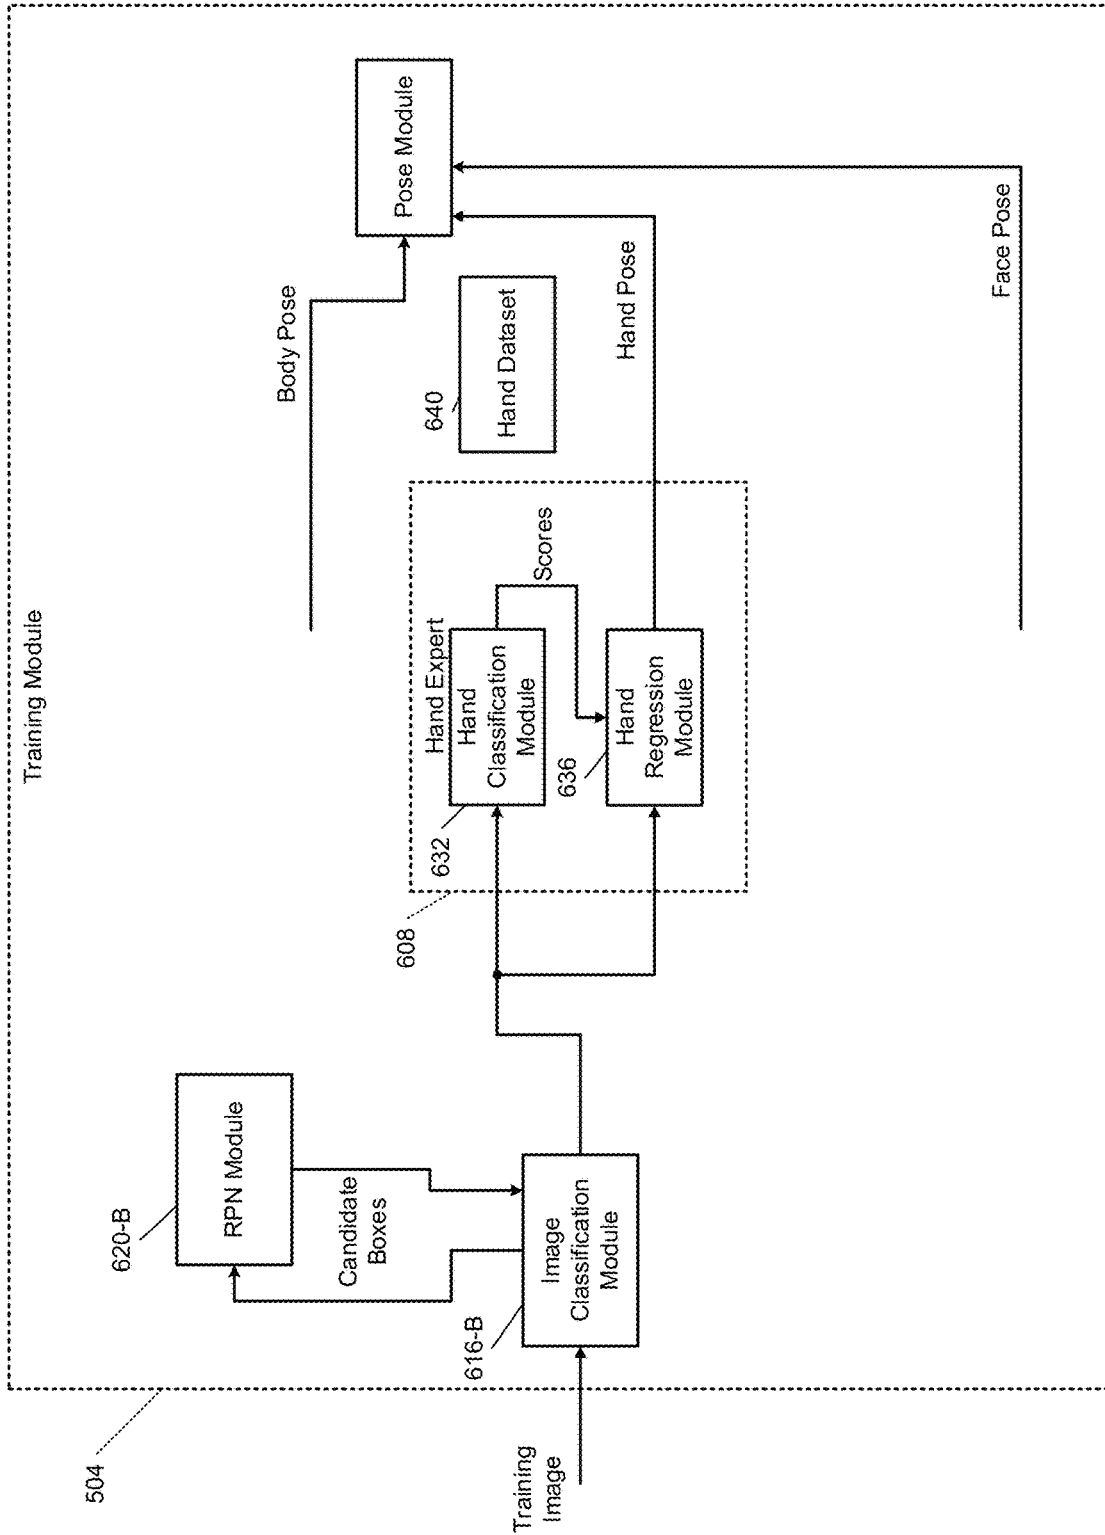 Training Module
504
Training
Image
616-B
Image
Classification
Module
620-B
RPN Module
Candidate
Boxes
608
Hand Expert
632
Hand
Classification
Module
Scores
636
Hand
Regression
Module
640
Hand Dataset
Body Pose
Hand Pose
Face Pose
Pose Module